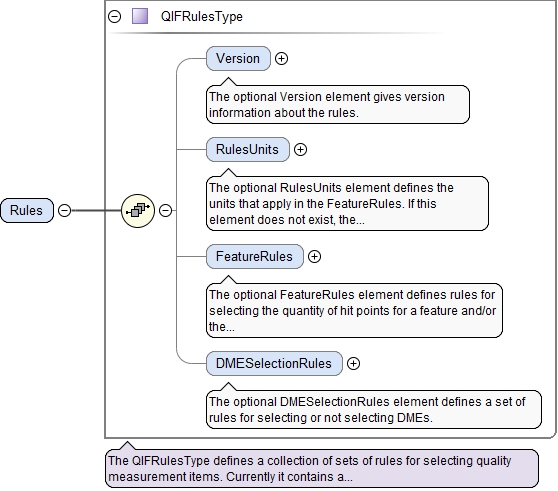 QIFRulesType
Version
The optional Version element gives version
information about the rules.
RulesUnits
The optional RulesUnits element defines the
units that apply in the FeatureRules. If this
element does not exist, the...
Rules
FeatureRules
The optional FeatureRules element defines rules for
selecting the quantity of hit points for a feature and/or
the...
DMESelectionRules
The optional DMESelectionRules element defines a set of
rules for selecting or not selecting DMEs.
The QIFRulesType defines a collection of sets of rules for selecting quality
measurement items. Currently it contains a...